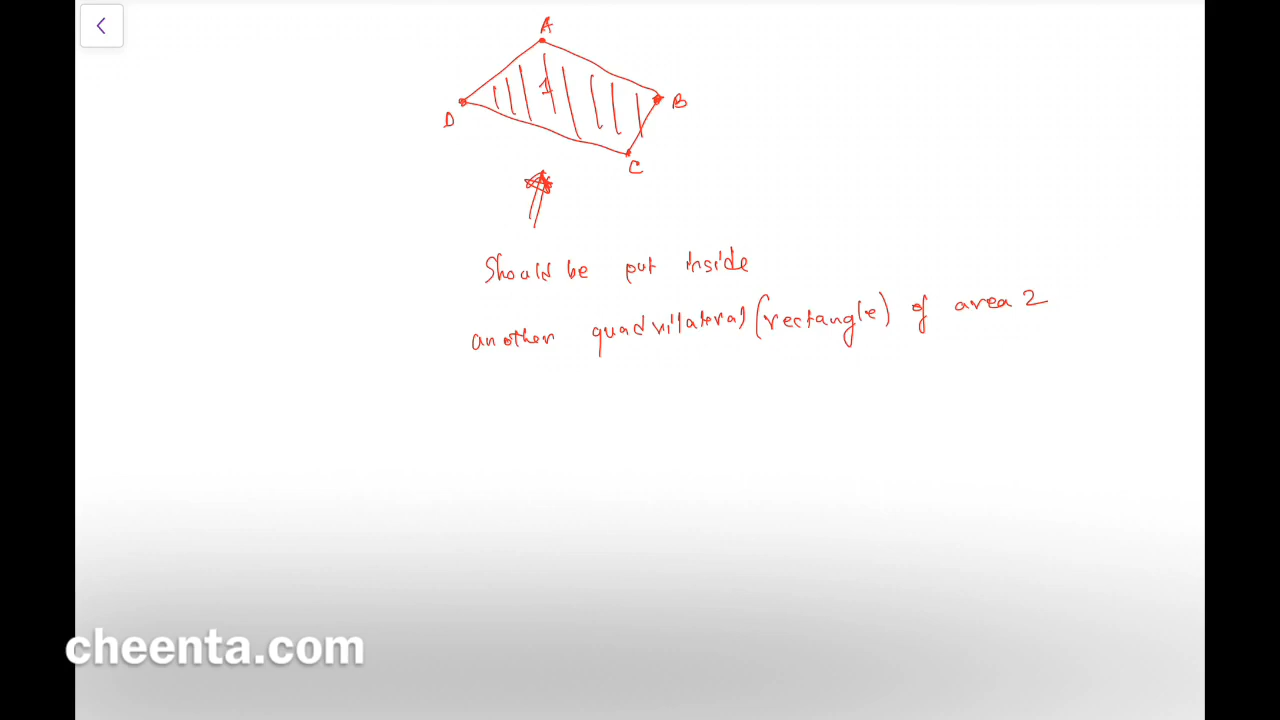 A
1
B
D
C
Should be put inside
another quadrilateral (rectangle) of area 2
cheenta.com